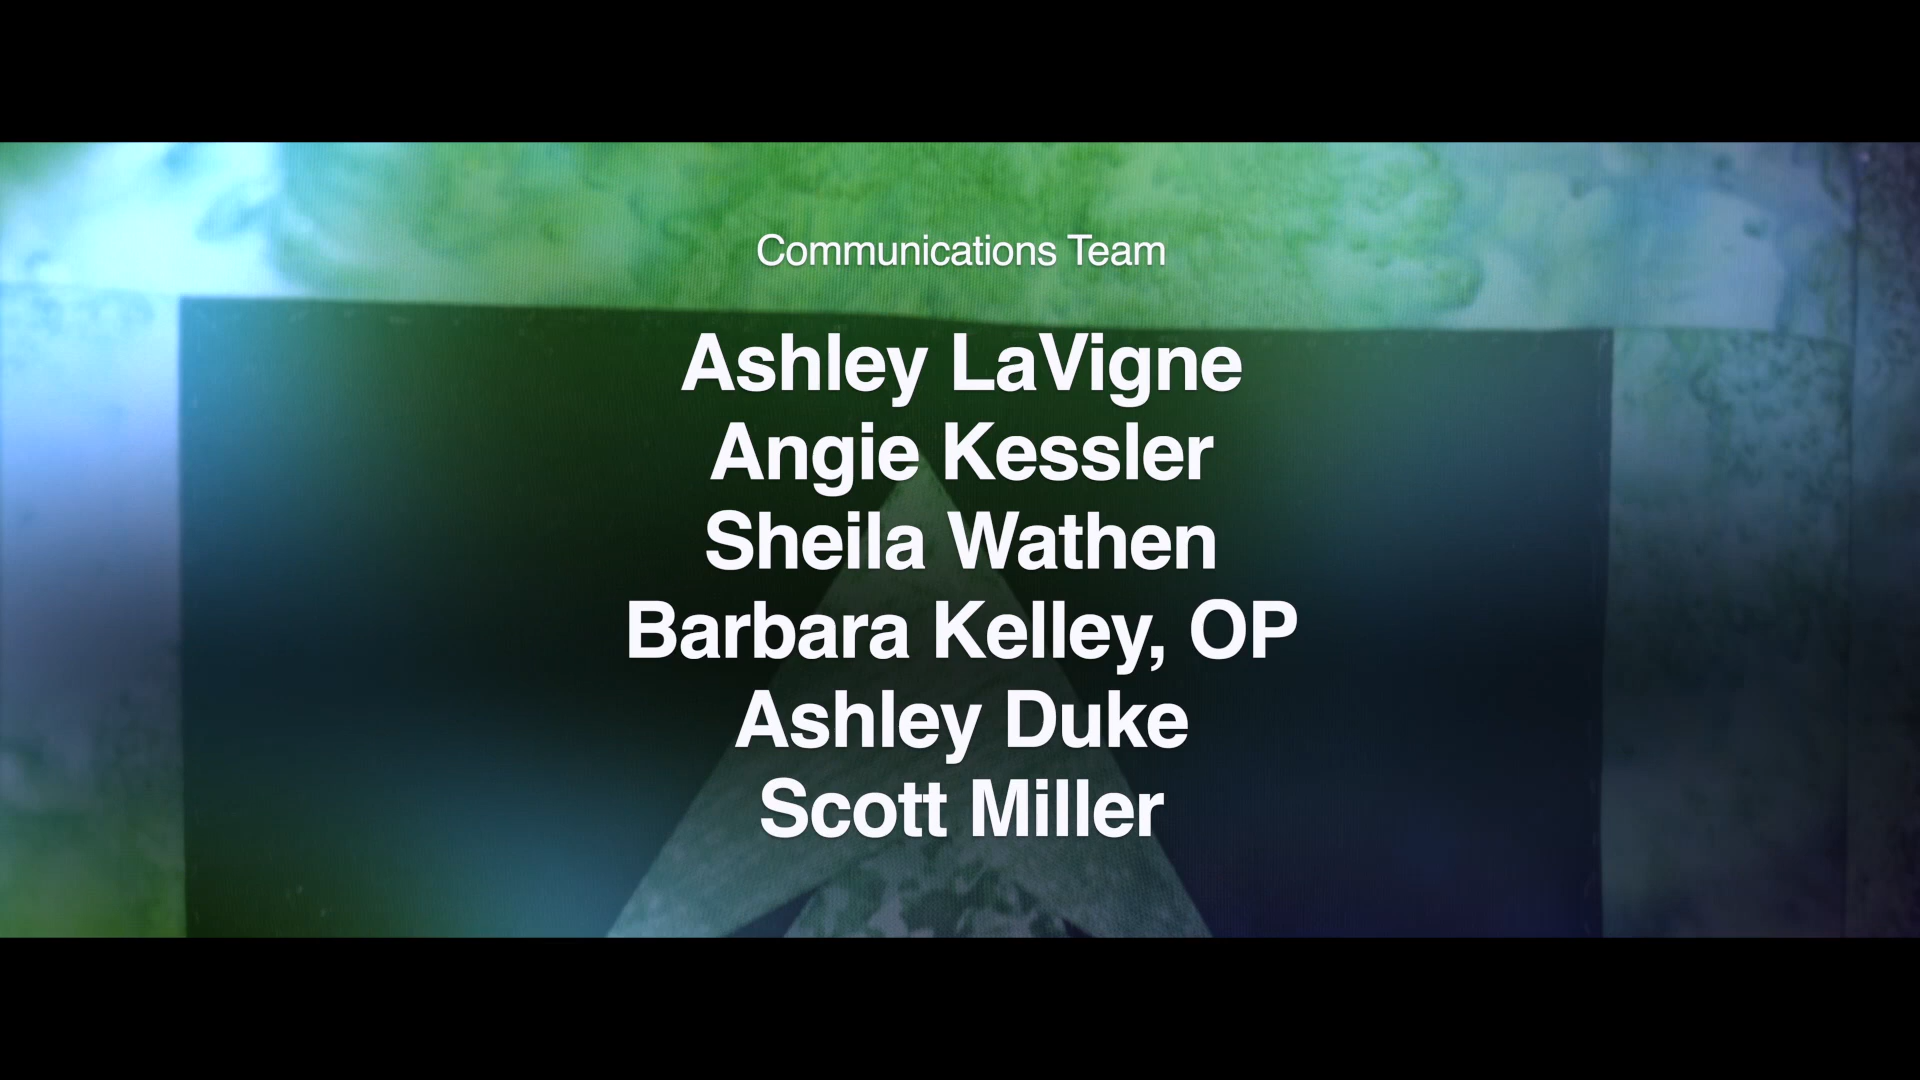 Communications Team
Ashley LaVigne
Angie Kessler
Sheila Wathen
Barbara Kelley, OP
Ashley Duke
Scott Miller